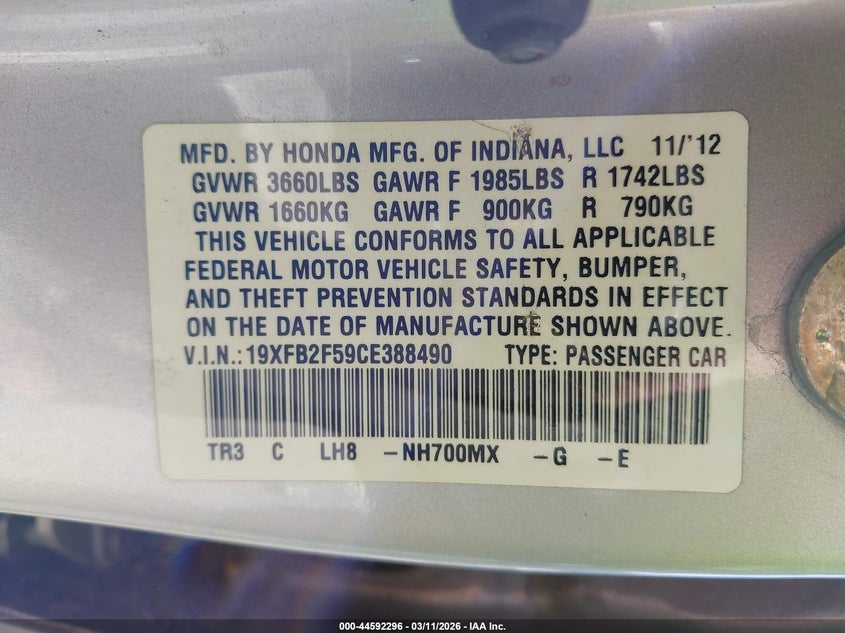 MFD. BY HONDA MFG. OF INDIANA, LLC 11/'12
GVWR 3660LBS GAWR F 1985LBS R 1742LBS
GVWR 1660KG GAWR F 900KG R 790KG
THIS VEHICLE CONFORMS TO ALL APPLICABLE
FEDERAL MOTOR VEHICLE SAFETY, BUMPER,
AND THEFT PREVENTION STANDARDS IN EFFECT
ON THE DATE OF MANUFACTURE SHOWN ABOVE.
V.I.N.: 19XFB2F59CE388490 TYPE: PASSENGER CAR
TR3 C LH8 -NH700MX -G -E
000-44592296 - 03/11/2026 - IAA Inc.